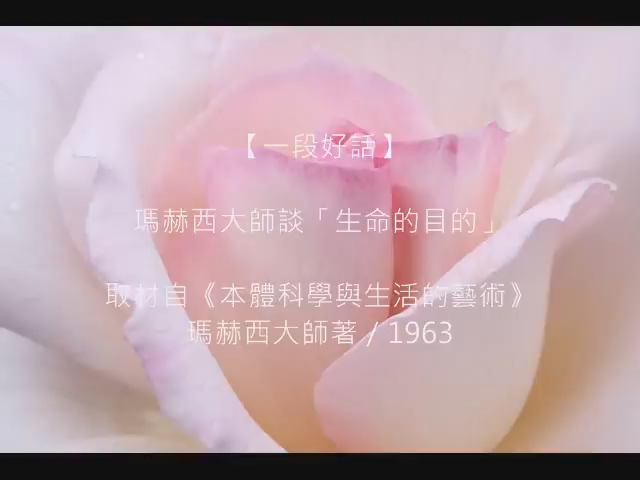 【一段好話】
瑪赫西大師談「生命的目的」
取材自《本體科學與生活的藝術》
瑪赫西大師著 / 1963